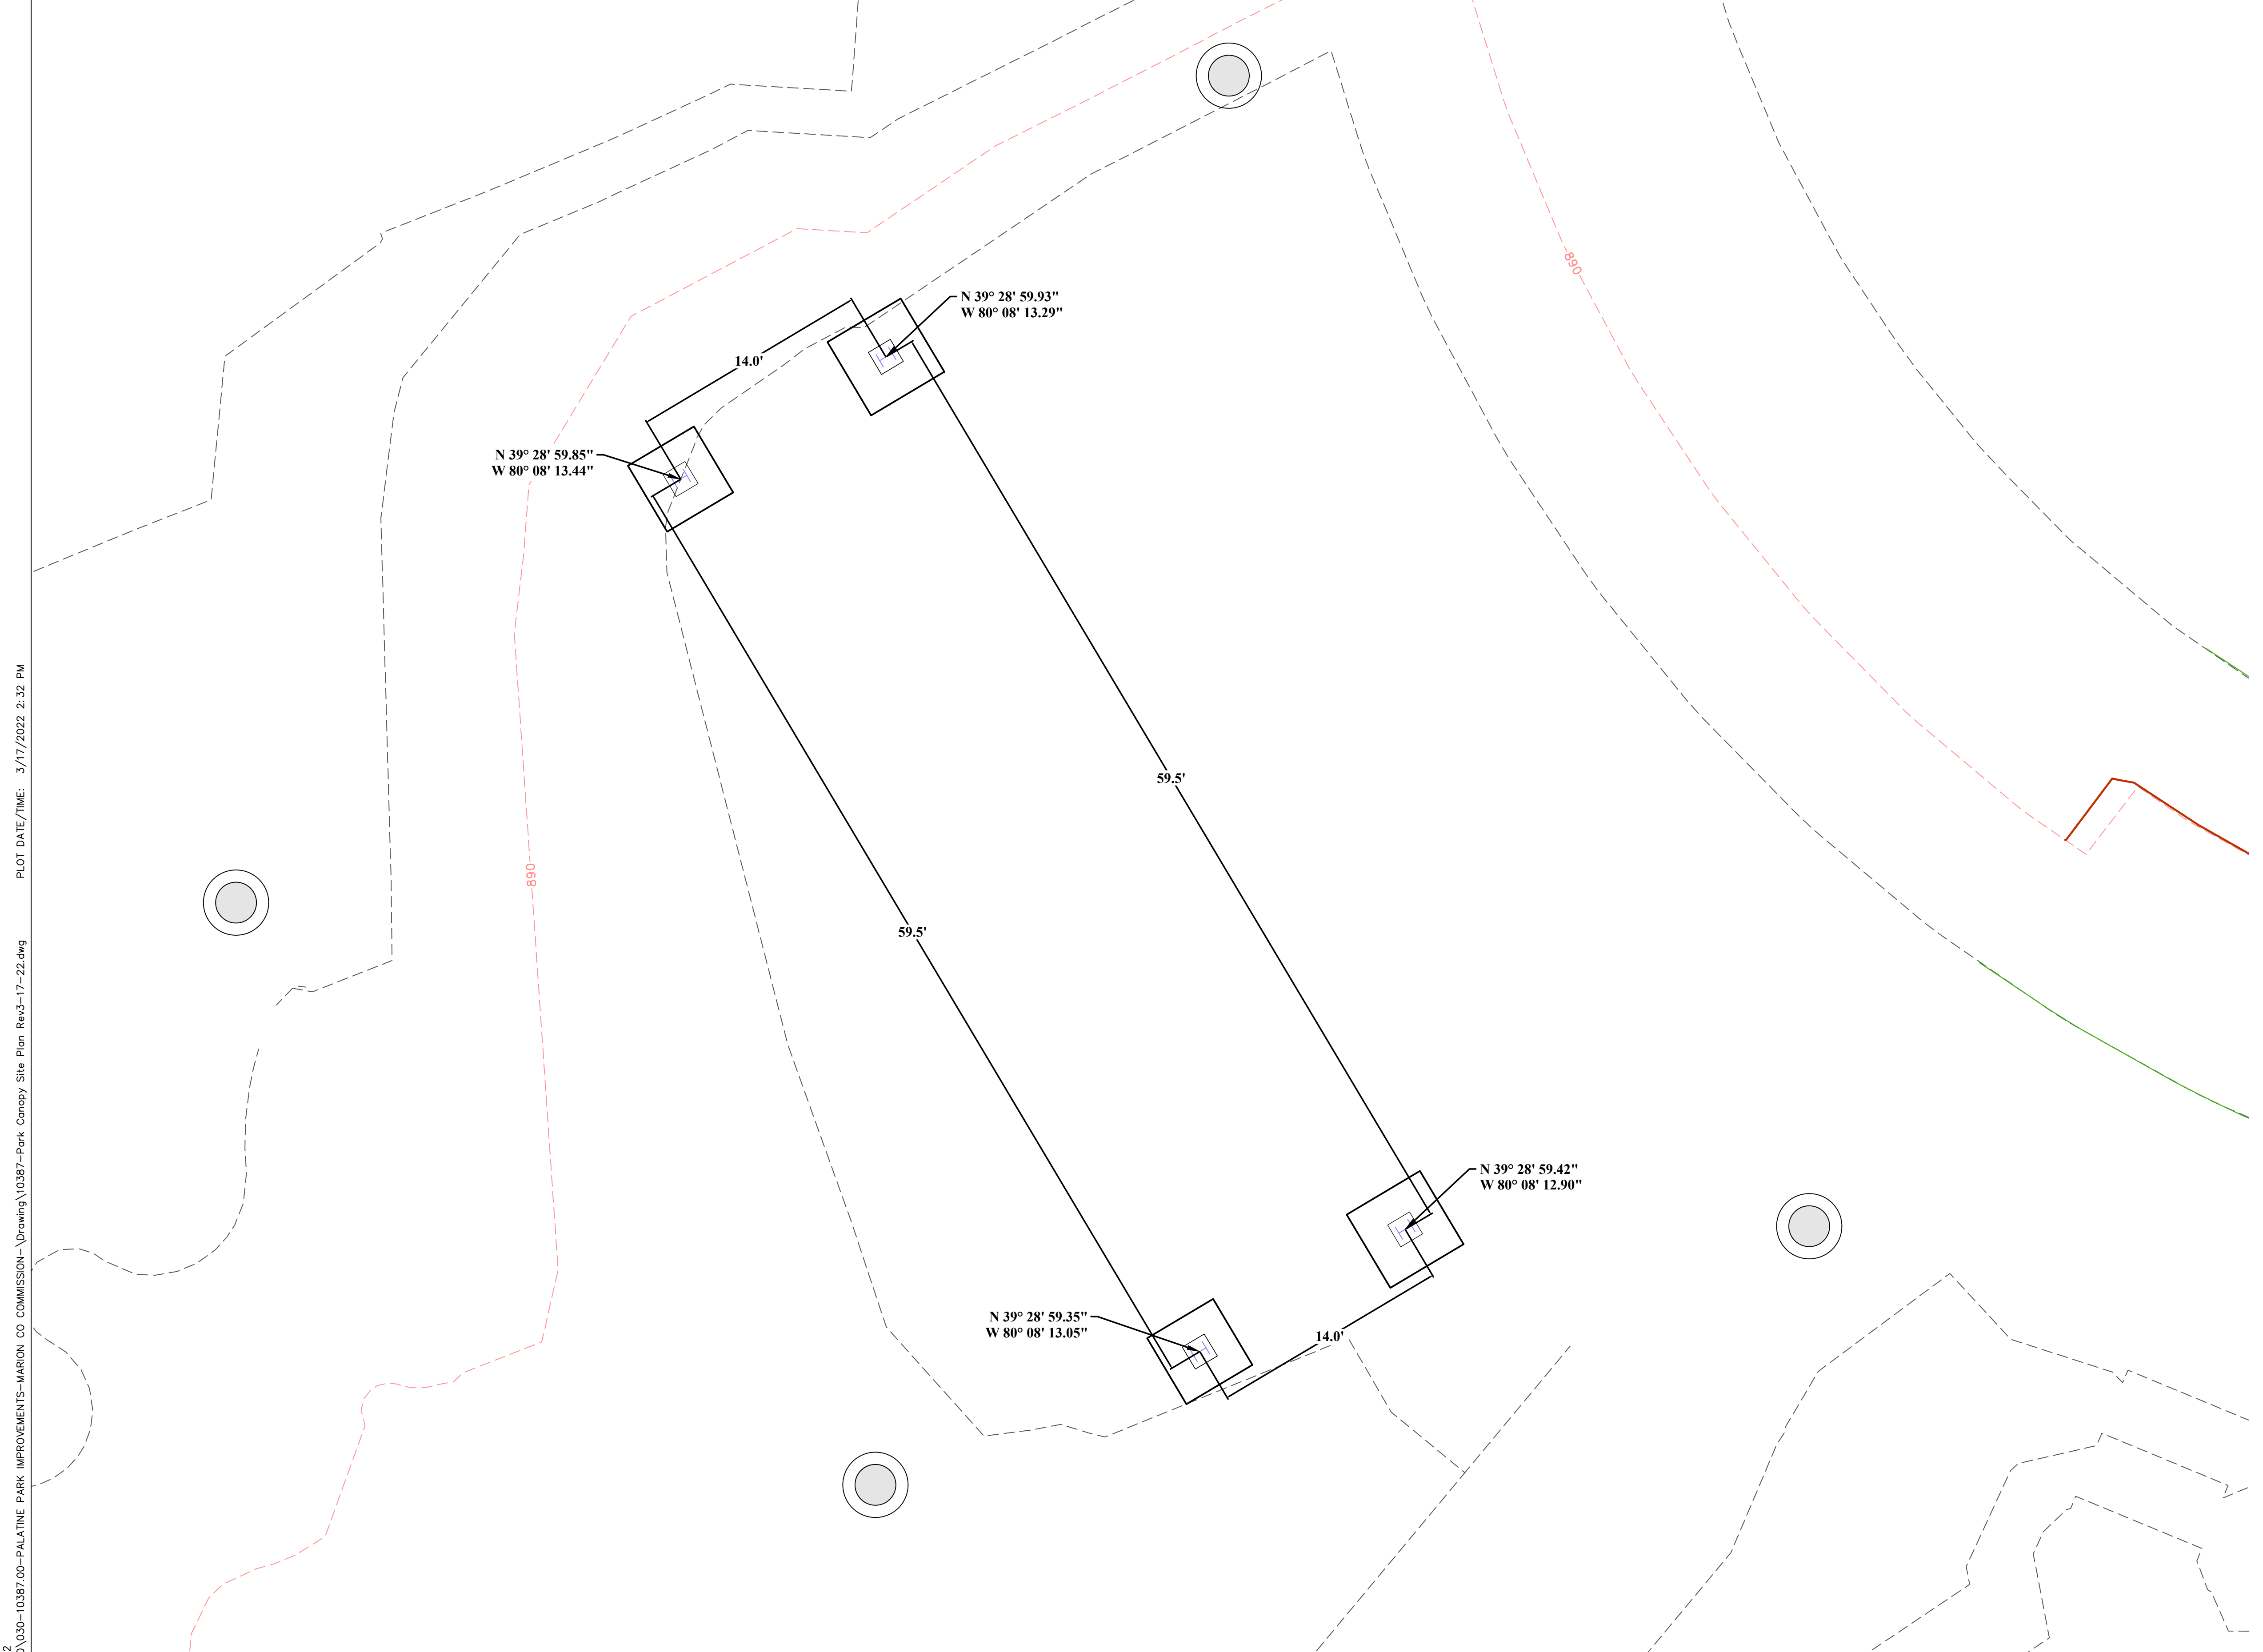 N 39° 28' 59.93"
W 80° 08' 13.29"
890
14.0'
N 39° 28' 59.85"
W 80° 08' 13.44"
59.5'
890
59.5'
N 39° 28' 59.42"
W 80° 08' 12.90"
N 39° 28' 59.35"
W 80° 08' 13.05"
14.0'
0\030-10387.00-PALATINE PARK IMPROVEMENTS-MARION CO COMMISSION-\Drawing\10387-Park Canopy Site Plan Rev3-17-22.dwg PLOT DATE/TIME: 3/17/2022 2:32 PM
2